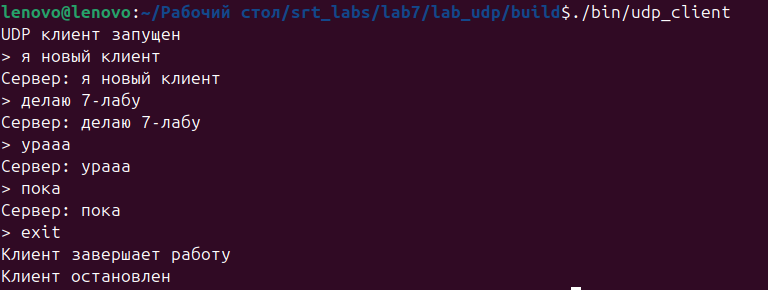 lenovo@lenovo:~/Рабочий стол/srt_labs/lab7/lab_udp/build$./bin/udp_client
UDP клиент запущен
> я новый клиент
Сервер: я новый клиент
> делаю 7-лабу
Сервер: делаю 7-лабу
> урааа
Сервер: урааа
> пока
Сервер: пока
> exit
Клиент завершает работу
Клиент остановлен